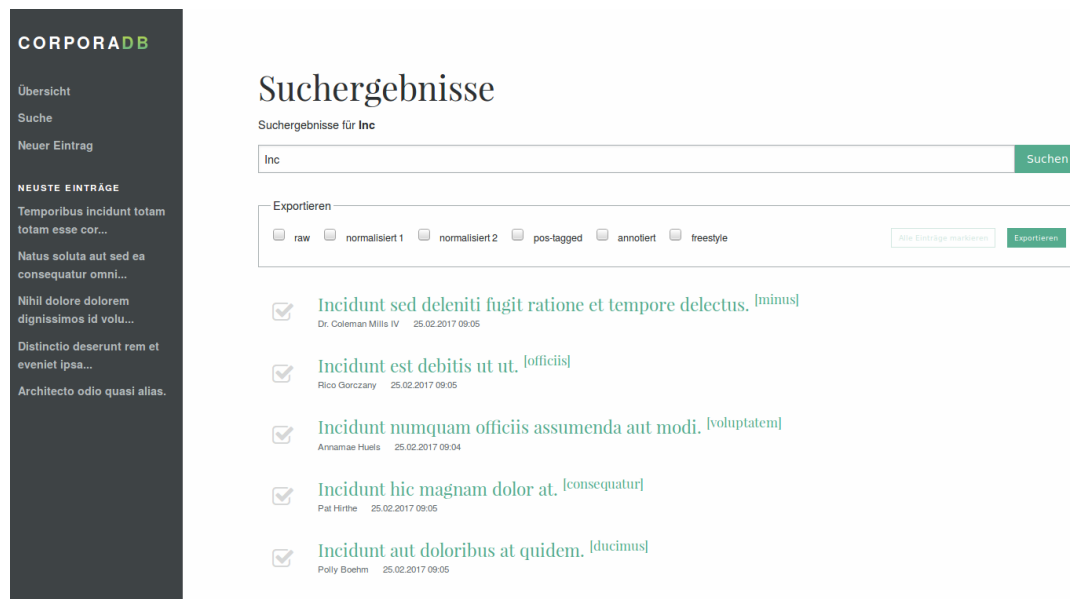 CORPORADB
Übersicht
Suche
Neuer Eintrag
NEUSTE EINTRÄGE
Temporibus incidunt totam
totam esse cor...
Natus soluta aut sed ea
consequatur omni...
Nihil dolore dolorem
dignissimos id volu...
Distinctio deserunt rem et
eveniet ipsa...
Architecto odio quasi alias.
Suchergebnisse
Suchergebnisse für Inc
Inc Suchen
Exportieren
raw normalisiert 1 normalisiert 2 pos-tagged annotiert freestyle Alle Einträge markieren Exportieren
Incidunt sed deleniti fugit ratione et tempore delectus. [minus]
Dr. Coleman Mills IV 25.02.2017 09:05
Incidunt est debitis ut ut. [officiis]
Rico Gorczany 25.02.2017 09:05
Incidunt numquam officiis assumenda aut modi. [voluptatem]
Annamae Huels 25.02.2017 09:04
Incidunt hic magnam dolor at. [consequatur]
Pat Hirthe 25.02.2017 09:05
Incidunt aut doloribus at quidem. [ducimus]
Polly Boehm 25.02.2017 09:05